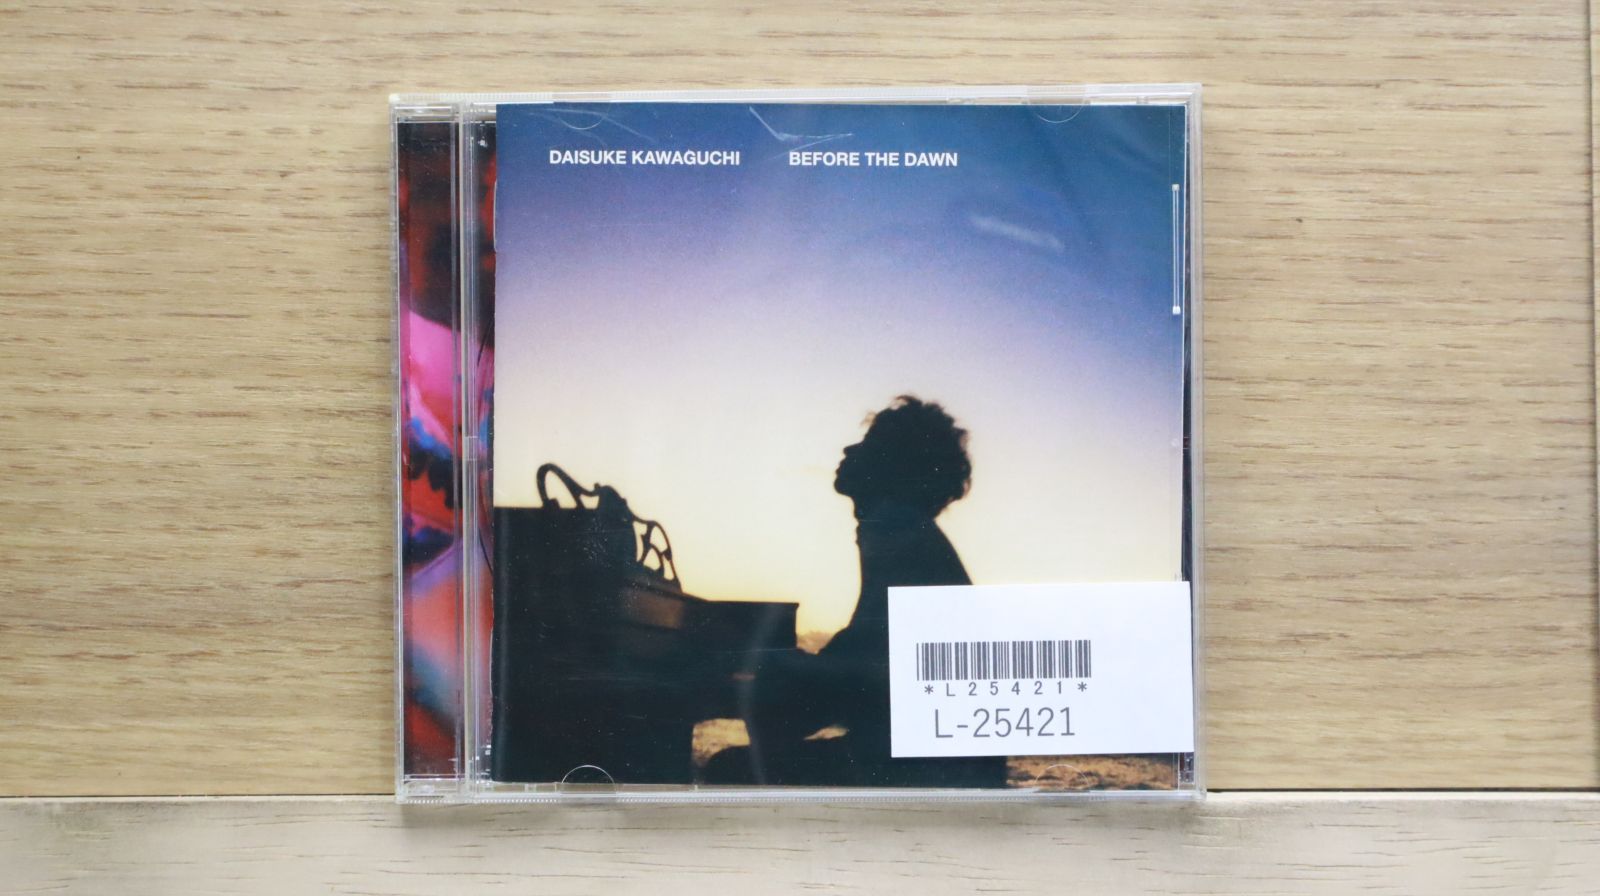 DAISUKE KAWAGUCHI BEFORE THE DAWN
*L25421*
L-25421